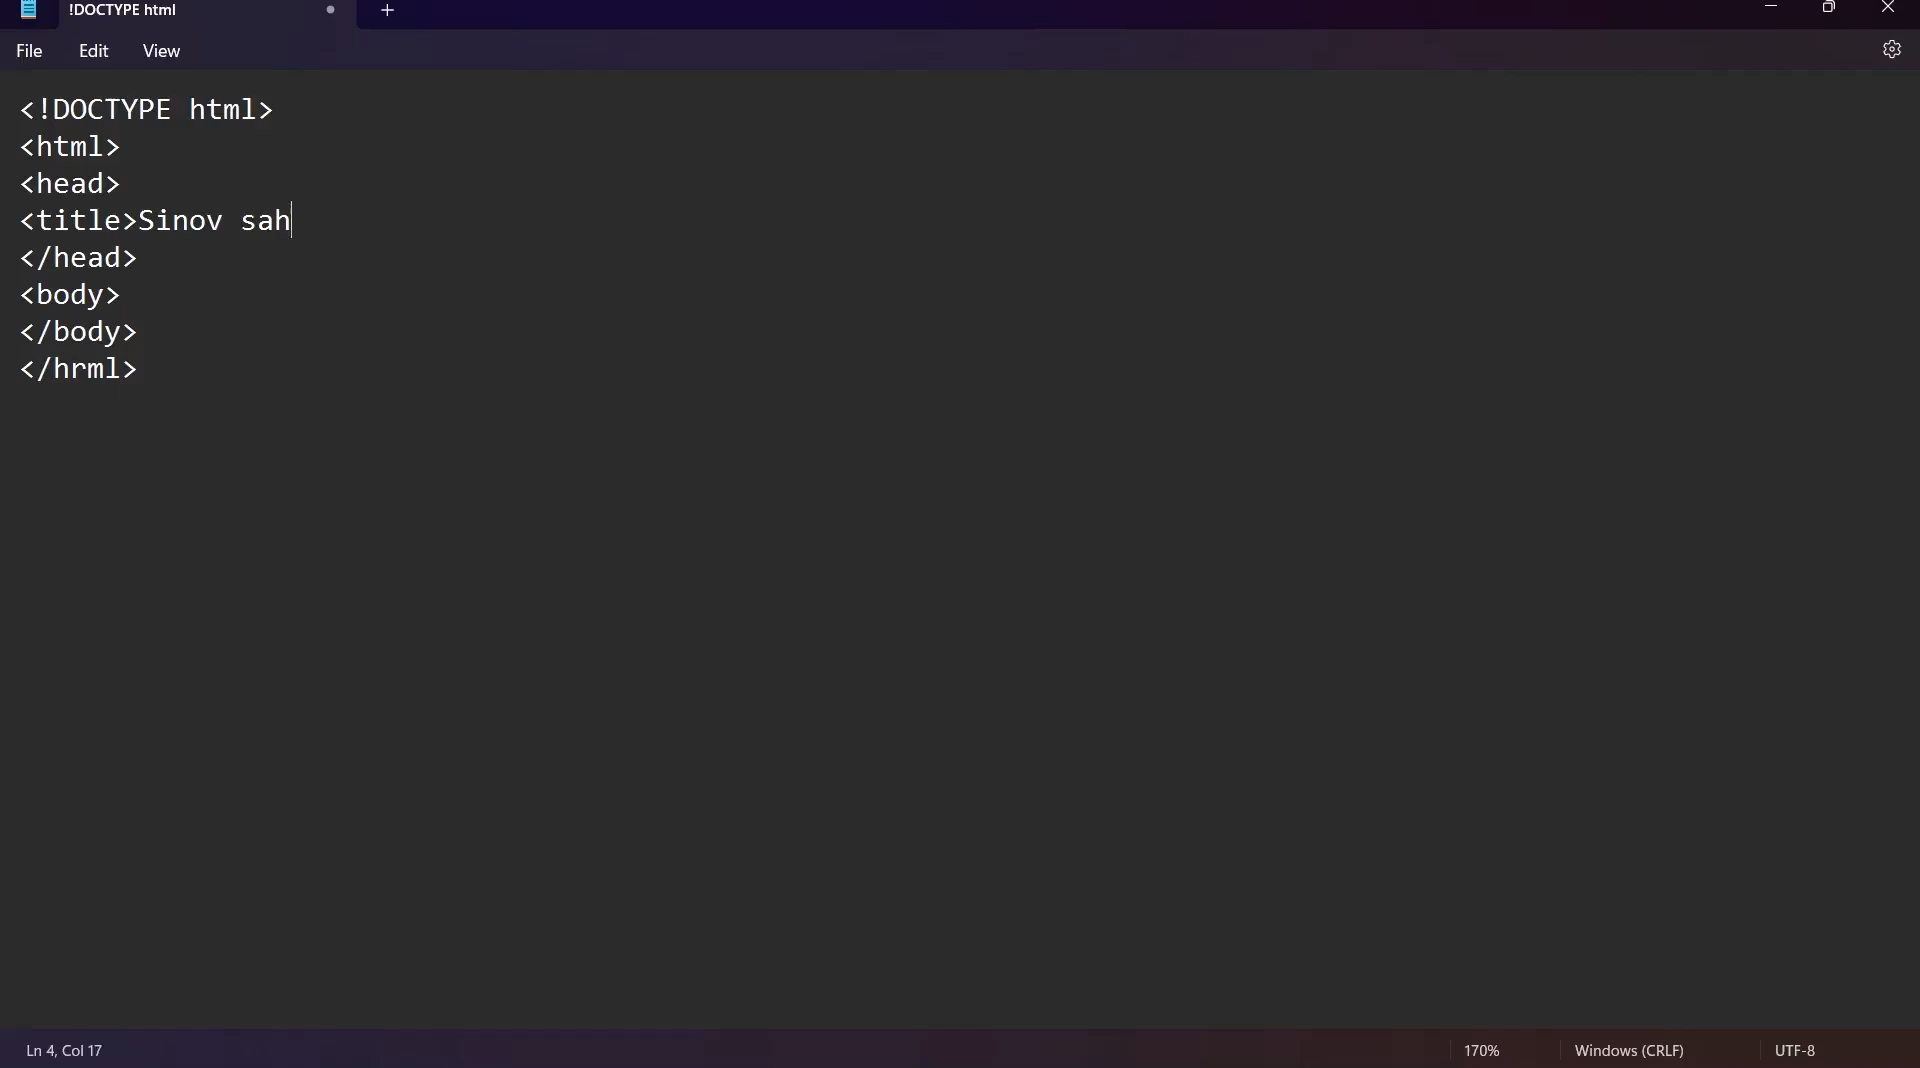 !DOCTYPE html
File Edit View
<!DOCTYPE html>
<html>
<head>
<title>Sinov sah
</head>
<body>
</body>
</hrml>
Ln 4, Col 17 170% Windows (CRLF) UTF-8